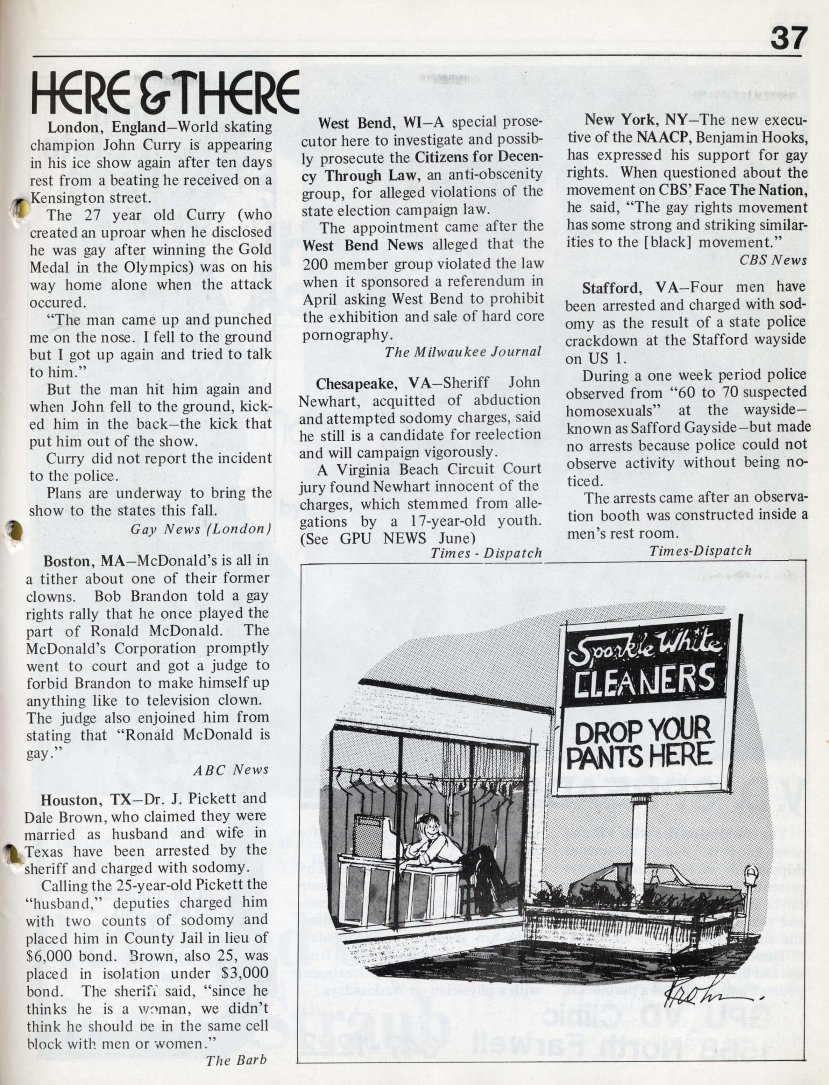 37
HERE & THERE
London, England—World skating
champion John Curry is appearing
in his ice show again after ten days
rest from a beating he received on a
Kensington street.
The 27 year old Curry (who
created an uproar when he disclosed
he was gay after winning the Gold
Medal in the Olympics) was on his
way home alone when the attack
occured.
“The man came up and punched
me on the nose. I fell to the ground
but I got up again and tried to talk
to him.”
But the man hit him again and
when John fell to the ground, kick-
ed him in the back—the kick that
put him out of the show.
Curry did not report the incident
to the police.
Plans are underway to bring the
show to the states this fall.
Gay News (London)
Boston, MA—McDonald's is all in
a tither about one of their former
clowns. Bob Brandon told a gay
rights rally that he once played the
part of Ronald McDonald. The
McDonald's Corporation promptly
went to court and got a judge to
forbid Brandon to make himself up
anything like to television clown.
The judge also enjoined him from
stating that “Ronald McDonald is
gay.”
ABC News
Houston, TX—Dr. J. Pickett and
Dale Brown, who claimed they were
married as husband and wife in
Texas have been arrested by the
sheriff and charged with sodomy.
Calling the 25-year-old Pickett the
“husband,” deputies charged him
with two counts of sodomy and
placed him in County Jail in lieu of
$6,000 bond. Brown, also 25, was
placed in isolation under $3,000
bond. The sheriff said, “since he
thinks he is a woman, we didn't
think he should be in the same cell
block with men or women.”
The Barb
West Bend, WI—A special prose-
cutor here to investigate and possib-
ly prosecute the Citizens for Decen-
cy Through Law, an anti-obscenity
group, for alleged violations of the
state election campaign law.
The appointment came after the
West Bend News alleged that the
200 member group violated the law
when it sponsored a referendum in
April asking West Bend to prohibit
the exhibition and sale of hard core
pornography.
The Milwaukee Journal
Chesapeake, VA—Sheriff John
Newhart, acquitted of abduction
and attempted sodomy charges, said
he still is a candidate for reelection
and will campaign vigorously.
A Virginia Beach Circuit Court
jury found Newhart innocent of the
charges, which stemmed from alle-
gations by a 17-year-old youth.
(See GPU NEWS June)
Times - Dispatch
New York, NY—The new execu-
tive of the NAACP, Benjamin Hooks,
has expressed his support for gay
rights. When questioned about the
movement on CBS' Face The Nation,
he said, “The gay rights movement
has some strong and striking similar-
ities to the [black] movement.”
CBS News
Stafford, VA—Four men have
been arrested and charged with sod-
omy as the result of a state police
crackdown at the Stafford wayside
on US 1.
During a one week period police
observed from “60 to 70 suspected
homosexuals” at the wayside—
known as Safford Gayside—but made
no arrests because police could not
observe activity without being no-
ticed.
The arrests came after an observa-
tion booth was constructed inside a
men's rest room.
Times-Dispatch
Sparkle White
CLEANERS
DROP YOUR
PANTS HERE
Krohn